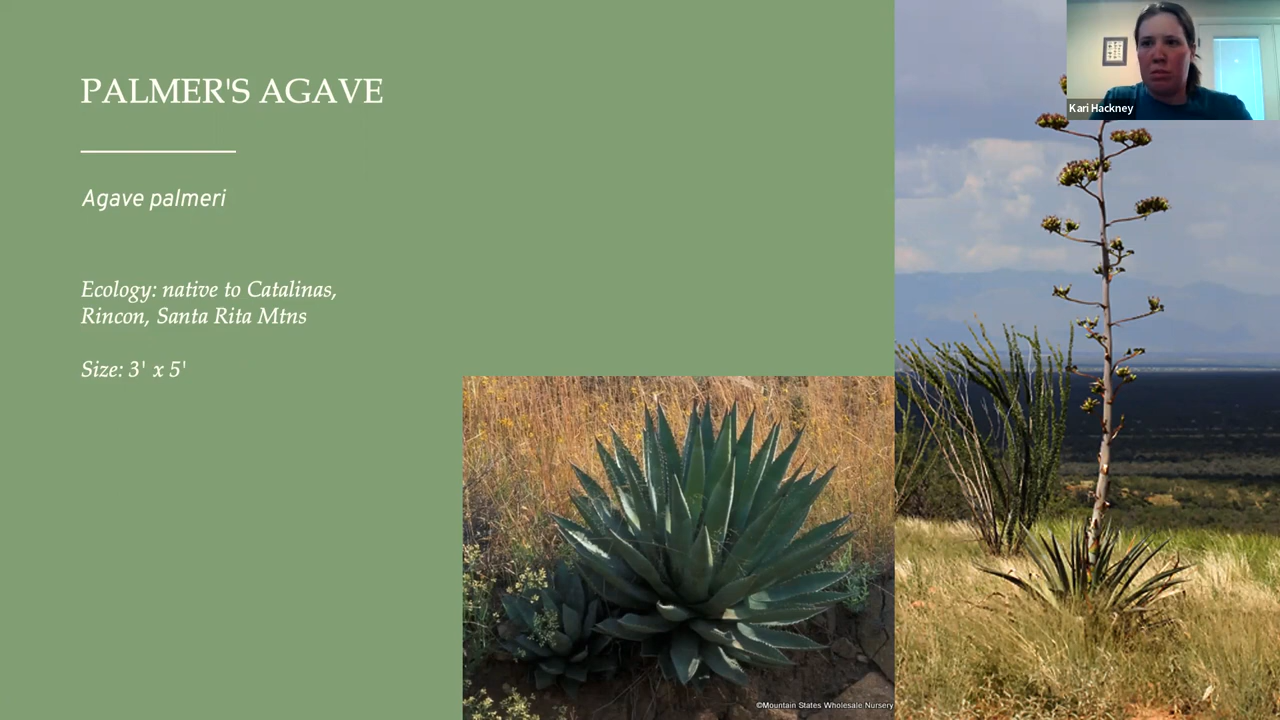 PALMER'S AGAVE
Agave palmeri
Ecology: native to Catalinas,
Rincon, Santa Rita Mtns
Size: 3' x 5'
©Mountain States Wholesale Nursery
Kari Hackney